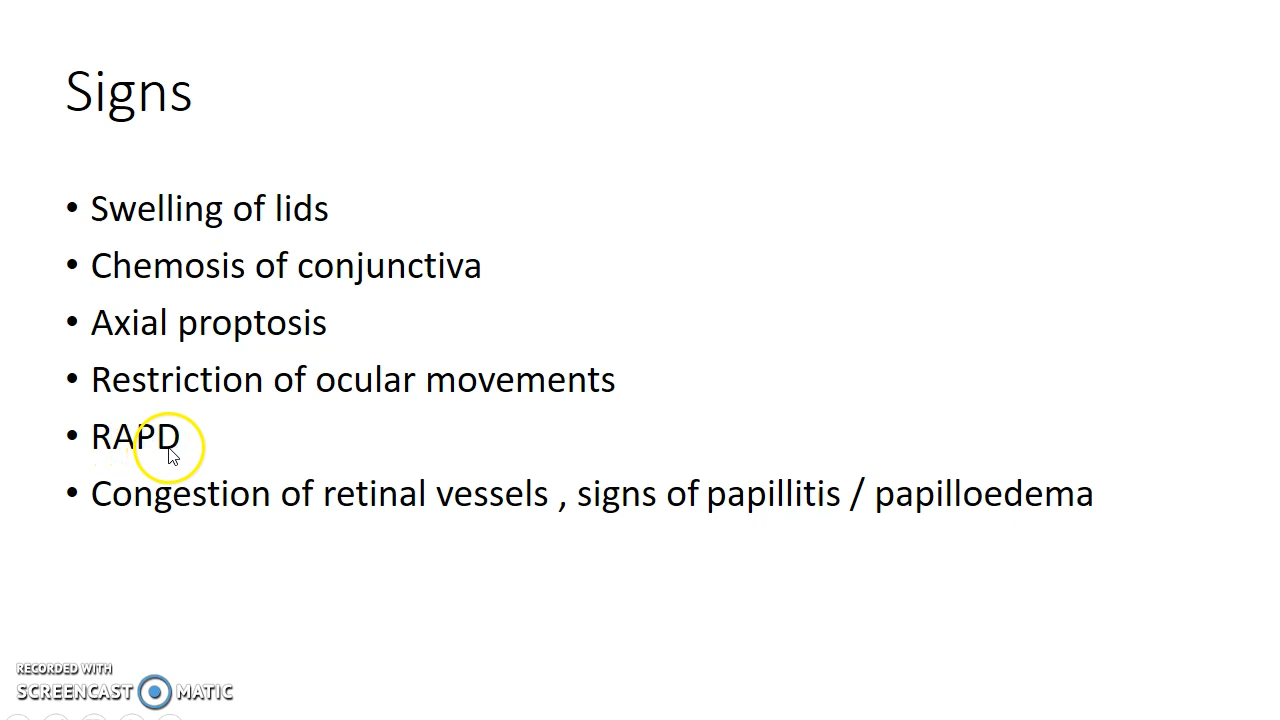 Signs
• Swelling of lids
• Chemosis of conjunctiva
• Axial proptosis
• Restriction of ocular movements
• RAPD
• Congestion of retinal vessels , signs of papillitis / papilloedema
RECORDED WITH
SCREENCAST MATIC